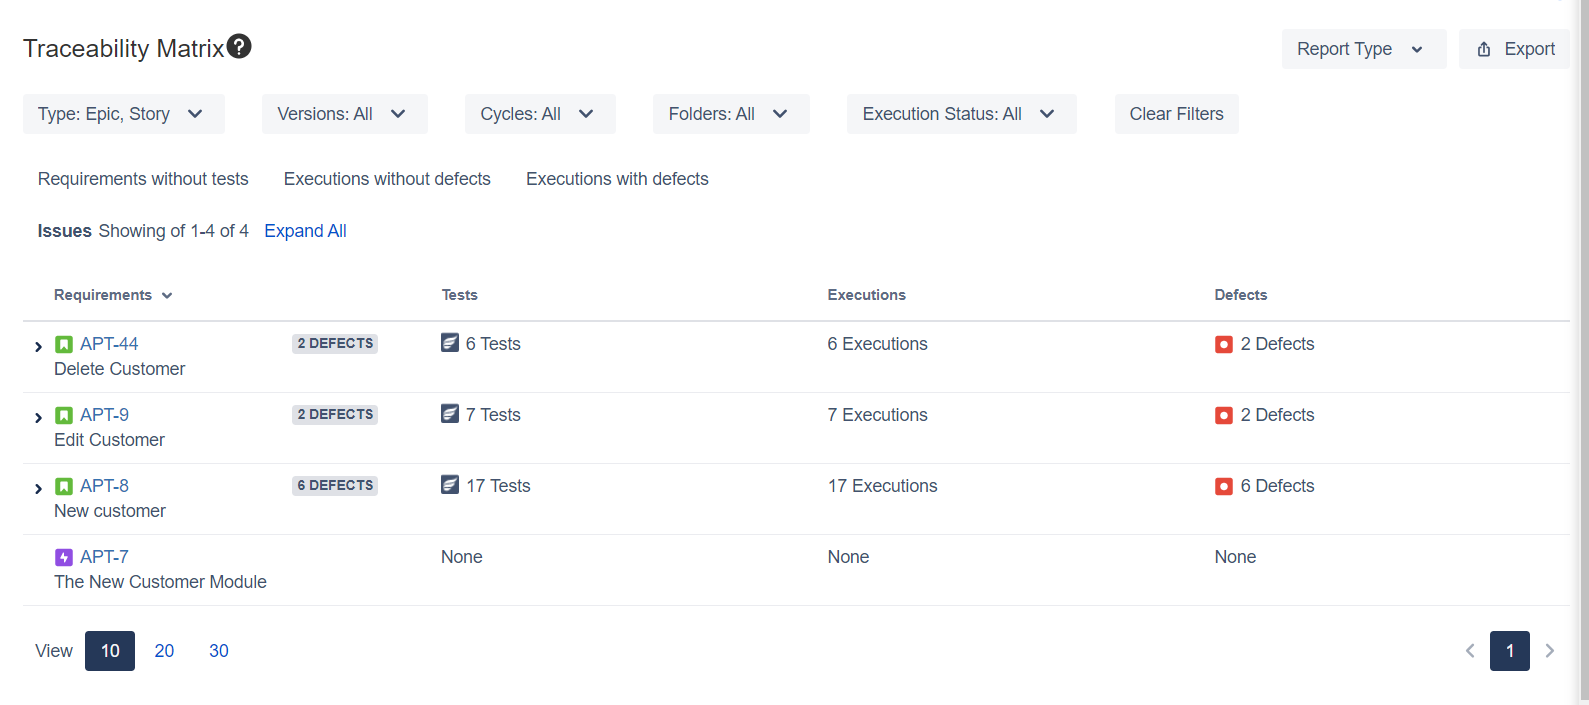 Traceability Matrix ?
Report Type
Export
Type: Epic, Story
Versions: All
Cycles: All
Folders: All
Execution Status: All
Clear Filters
Requirements without tests
Executions without defects
Executions with defects
Issues Showing of 1-4 of 4 Expand All
Requirements Tests Executions Defects
APT-44 2 DEFECTS 6 Tests 6 Executions 2 Defects
Delete Customer
APT-9 2 DEFECTS 7 Tests 7 Executions 2 Defects
Edit Customer
APT-8 6 DEFECTS 17 Tests 17 Executions 6 Defects
New customer
APT-7 None None None
The New Customer Module
View 10 20 30 1